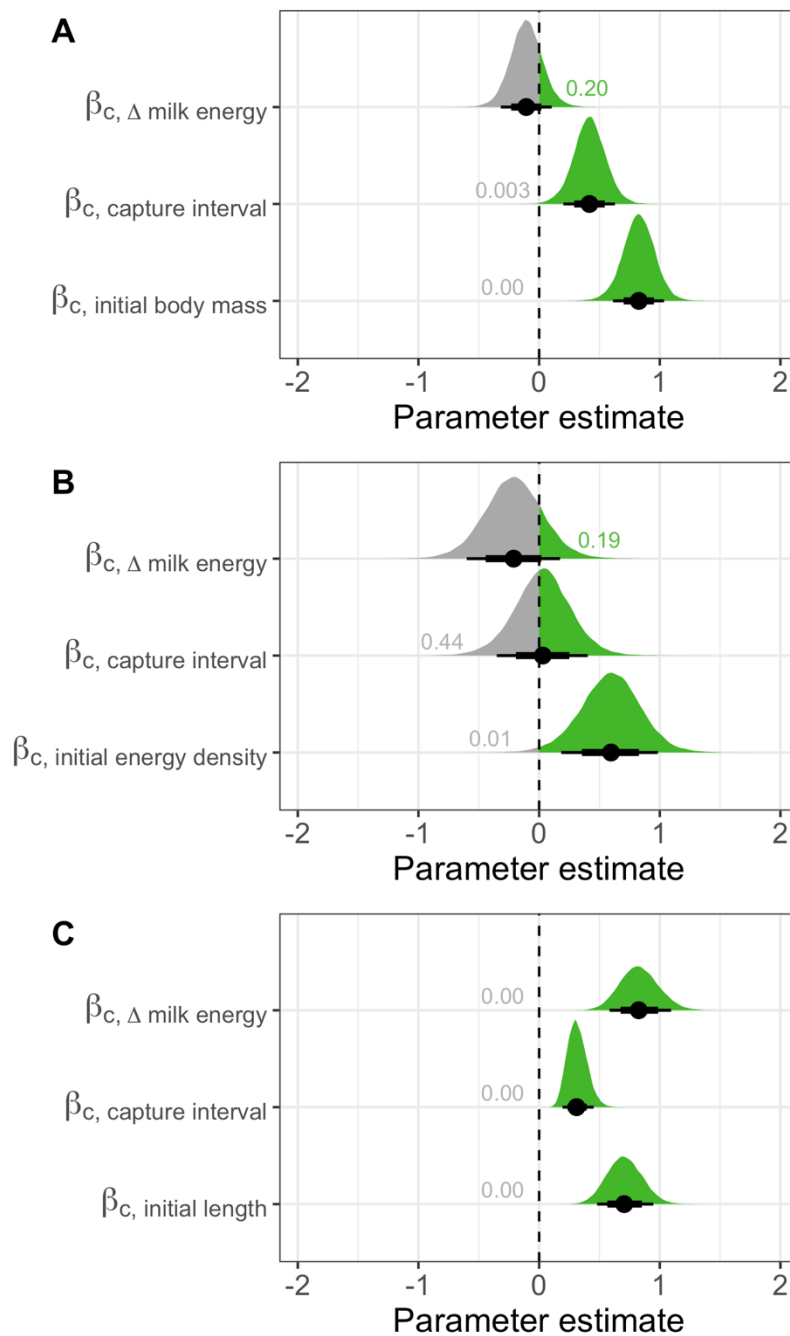 A
βc, Δ milk energy
0.20
βc, capture interval
0.003
βc, initial body mass
0.00
-2 -1 0 1 2
Parameter estimate
B
βc, Δ milk energy
0.19
βc, capture interval
0.44
βc, initial energy density
0.01
-2 -1 0 1 2
Parameter estimate
C
βc, Δ milk energy
0.00
βc, capture interval
0.00
βc, initial length
0.00
-2 -1 0 1 2
Parameter estimate